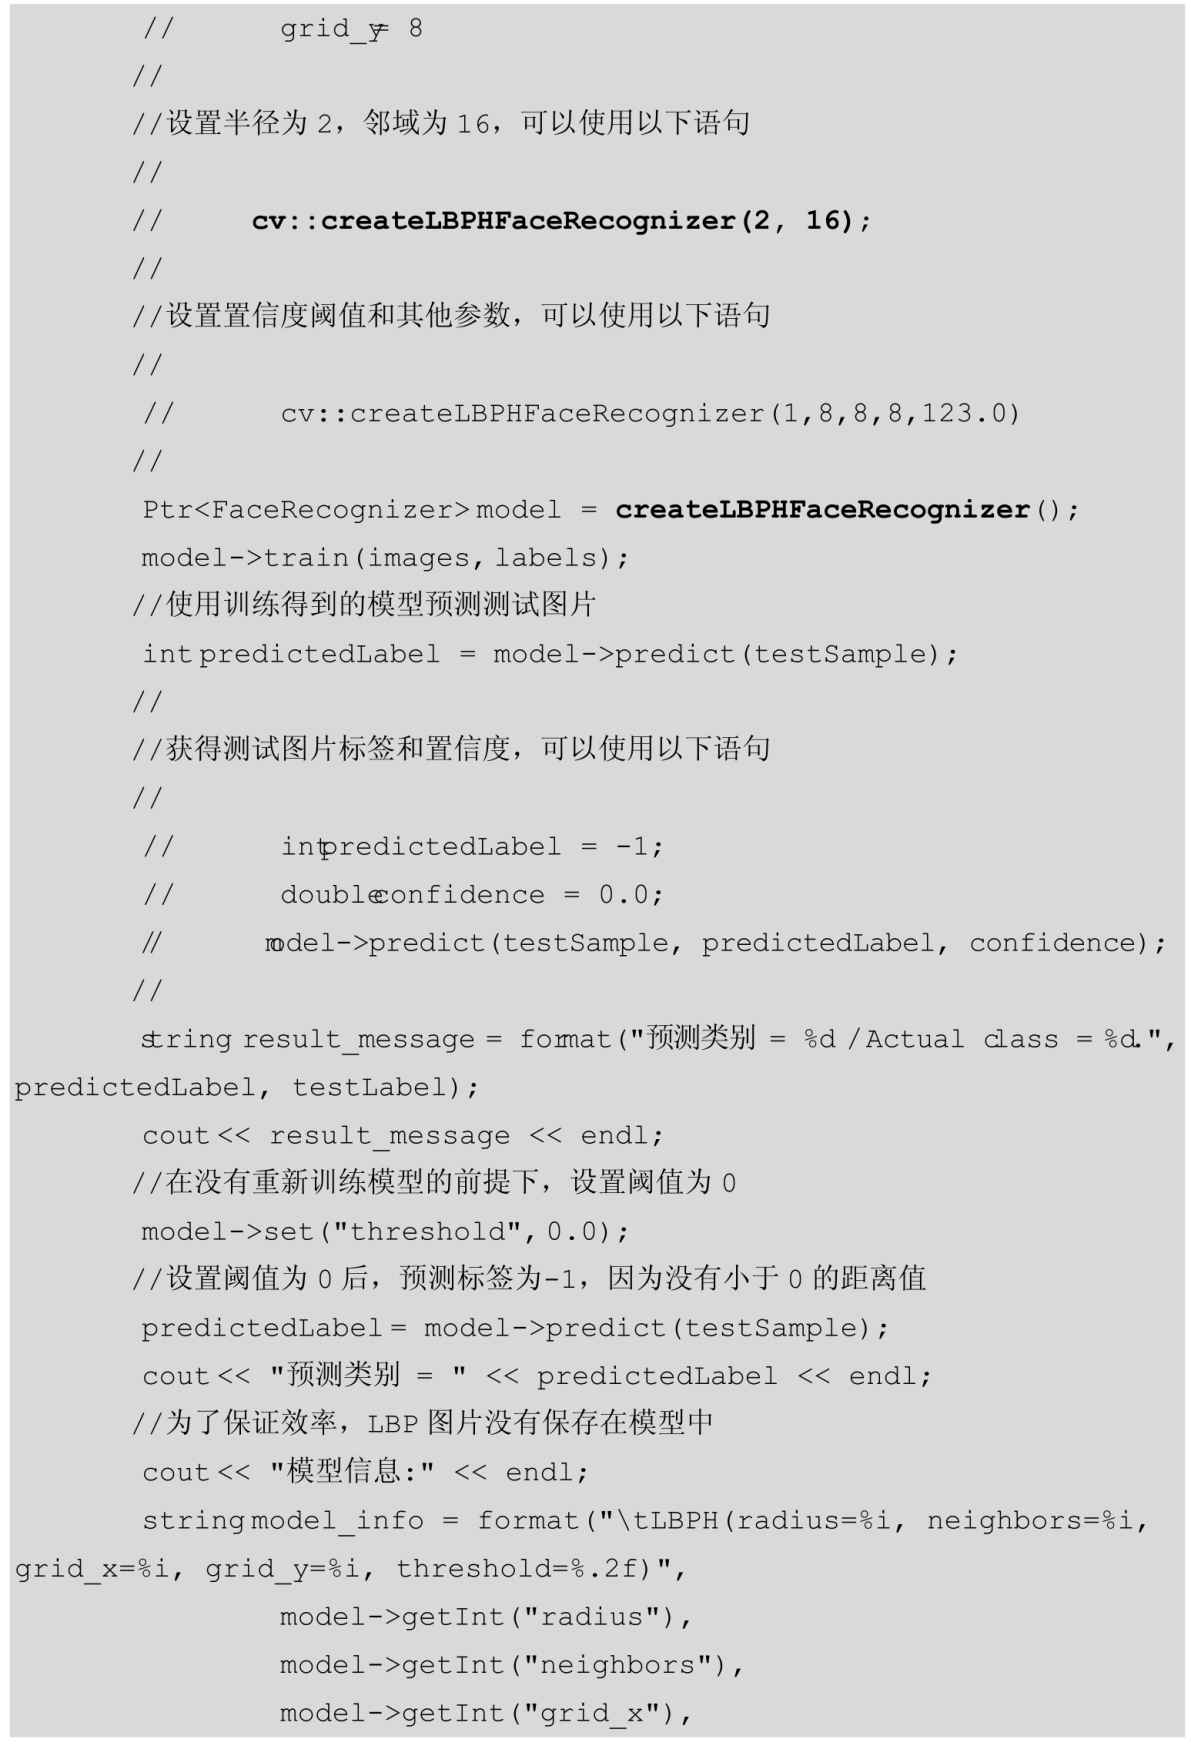 //      grid_y= 8
//
//设置半径为 2，邻域为 16，可以使用以下语句
//
//     cv::createLBPHFaceRecognizer(2, 16);
//
//设置置信度阈值和其他参数，可以使用以下语句
//
//      cv::createLBPHFaceRecognizer(1,8,8,8,123.0)
//
Ptr<FaceRecognizer> model = createLBPHFaceRecognizer();
model->train(images, labels);
//使用训练得到的模型预测测试图片
int predictedLabel = model->predict(testSample);
//
//获得测试图片标签和置信度，可以使用以下语句
//
//      int predictedLabel = -1;
//      double confidence = 0.0;
//      model->predict(testSample, predictedLabel, confidence);
//
string result_message = format("预测类别 = %d / Actual class = %d.",
predictedLabel, testLabel);
cout << result_message << endl;
//在没有重新训练模型的前提下，设置阈值为 0
model->set("threshold", 0.0);
//设置阈值为 0 后，预测标签为-1，因为没有小于 0 的距离值
predictedLabel = model->predict(testSample);
cout << "预测类别 = " << predictedLabel << endl;
//为了保证效率，LBP 图片没有保存在模型中
cout << "模型信息:" << endl;
string model_info = format("\tLBPH(radius=%i, neighbors=%i,
grid_x=%i, grid_y=%i, threshold=%.2f)",
model->getInt("radius"),
model->getInt("neighbors"),
model->getInt("grid_x"),